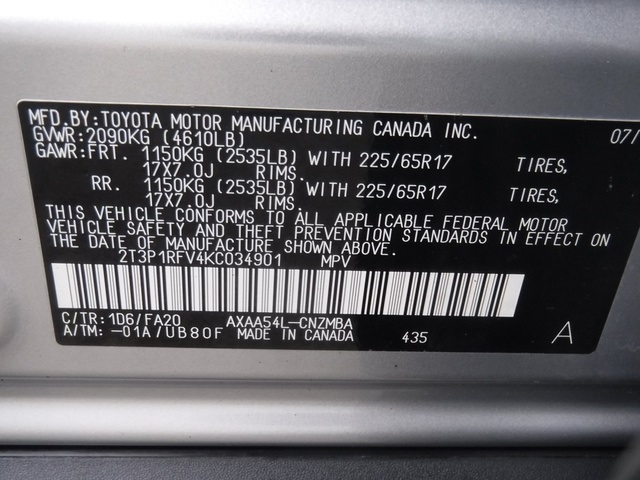 MFD.BY:TOYOTA MOTOR MANUFACTURING CANADA INC. 07/
GVWR:2090KG (4610LB)
GAWR:FRT. 1150KG (2535LB) WITH 225/65R17 TIRES,
17X7.0J RIMS.
RR. 1150KG (2535LB) WITH 225/65R17 TIRES,
17X7.0J RIMS.
THIS VEHICLE CONFORMS TO ALL APPLICABLE FEDERAL MOTOR
VEHICLE SAFETY AND THEFT PREVENTION STANDARDS IN EFFECT ON
THE DATE OF MANUFACTURE SHOWN ABOVE.
2T3P1RFV4KC034901 MPV
C/TR:1D6/FA20 AXAA54L-CNZMBA
A/TM:-01A/UB80F MADE IN CANADA 435 A